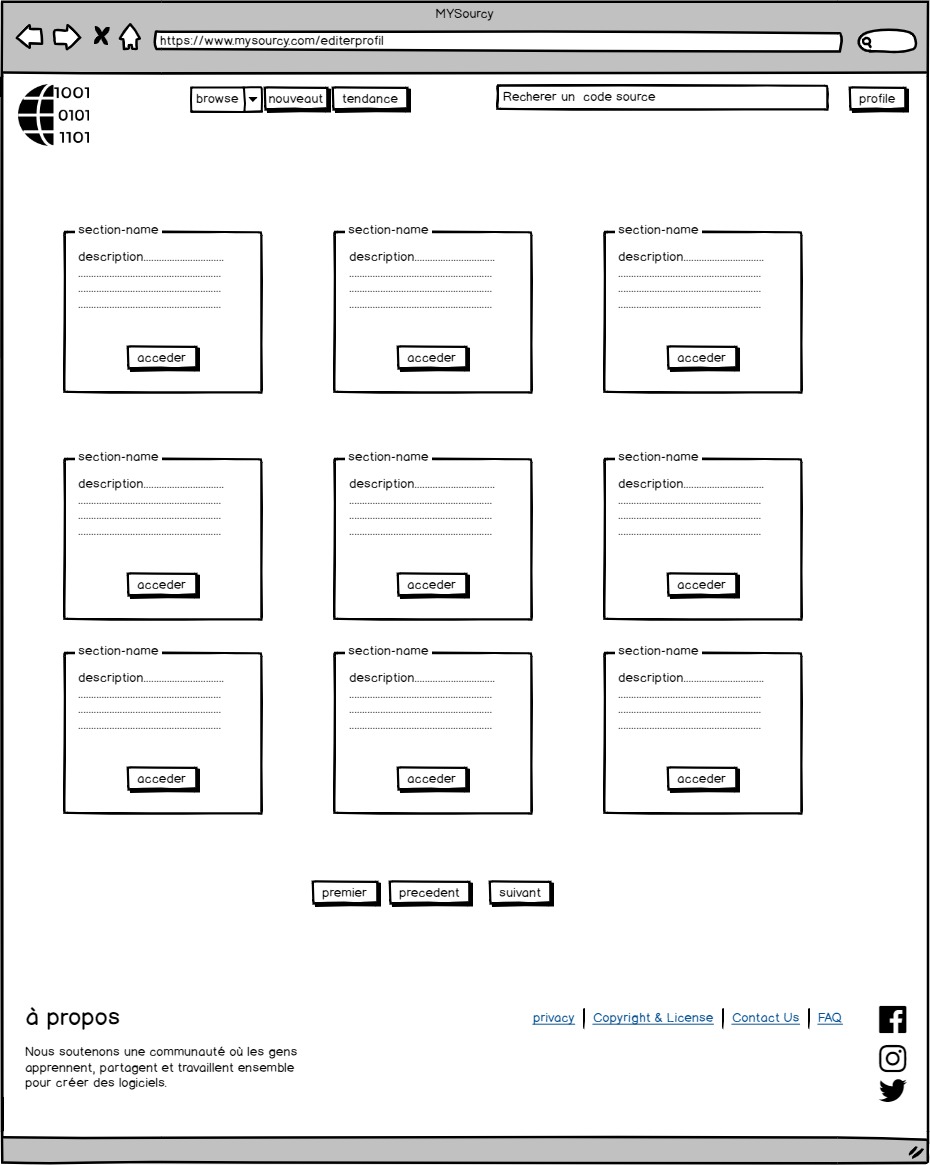 MYSourcy
https://www.mysourcy.com/editerprofil
1001
0101
1101
browse nouveaut tendance Recherer un code source profile
section-name section-name section-name
description............................ description............................ description............................
acceder acceder acceder
section-name section-name section-name
description............................ description............................ description............................
acceder acceder acceder
section-name section-name section-name
description............................ description............................ description............................
acceder acceder acceder
premier precedent suivant
à propos
privacy Copyright & License Contact Us FAQ
Nous soutenons une communauté où les gens
apprennent, partagent et travaillent ensemble
pour créer des logiciels.